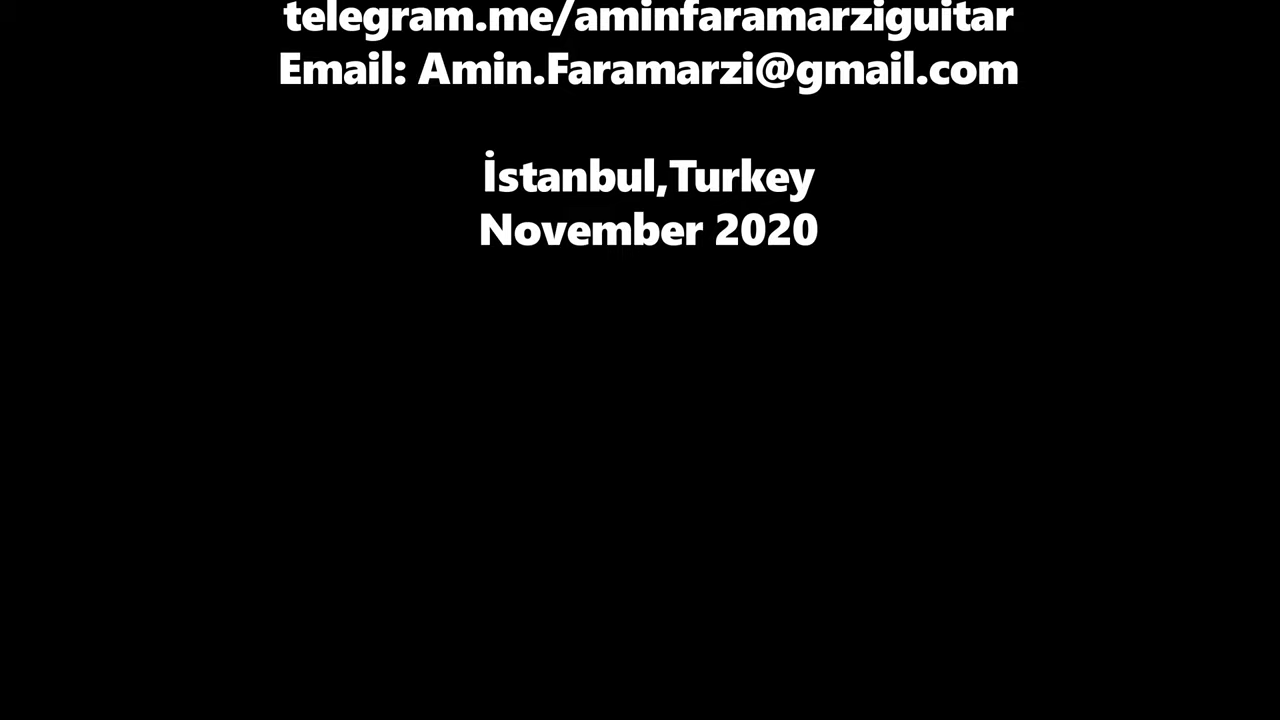 telegram.me/aminfaramarziguitar
Email: Amin.Faramarzi@gmail.com
İstanbul,Turkey
November 2020